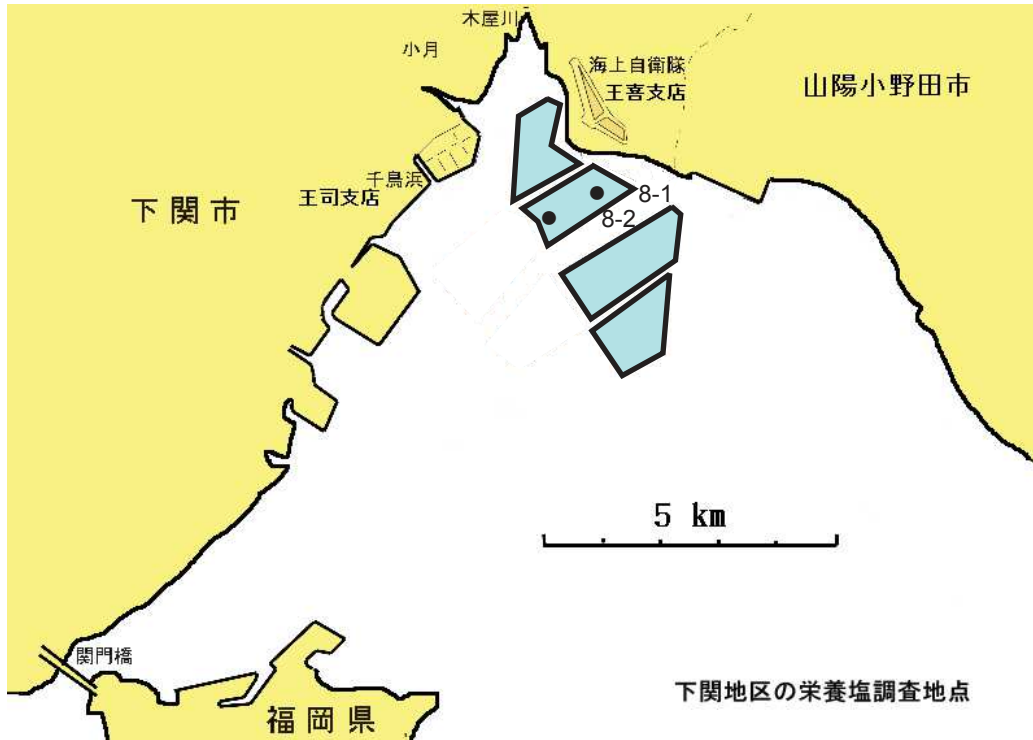 木屋川
小月
海上自衛隊
王喜支店
山陽小野田市
千鳥浜
王司支店
下関市
8-1
8-2
5 km
関門橋
福岡県
下関地区の栄養塩調査地点